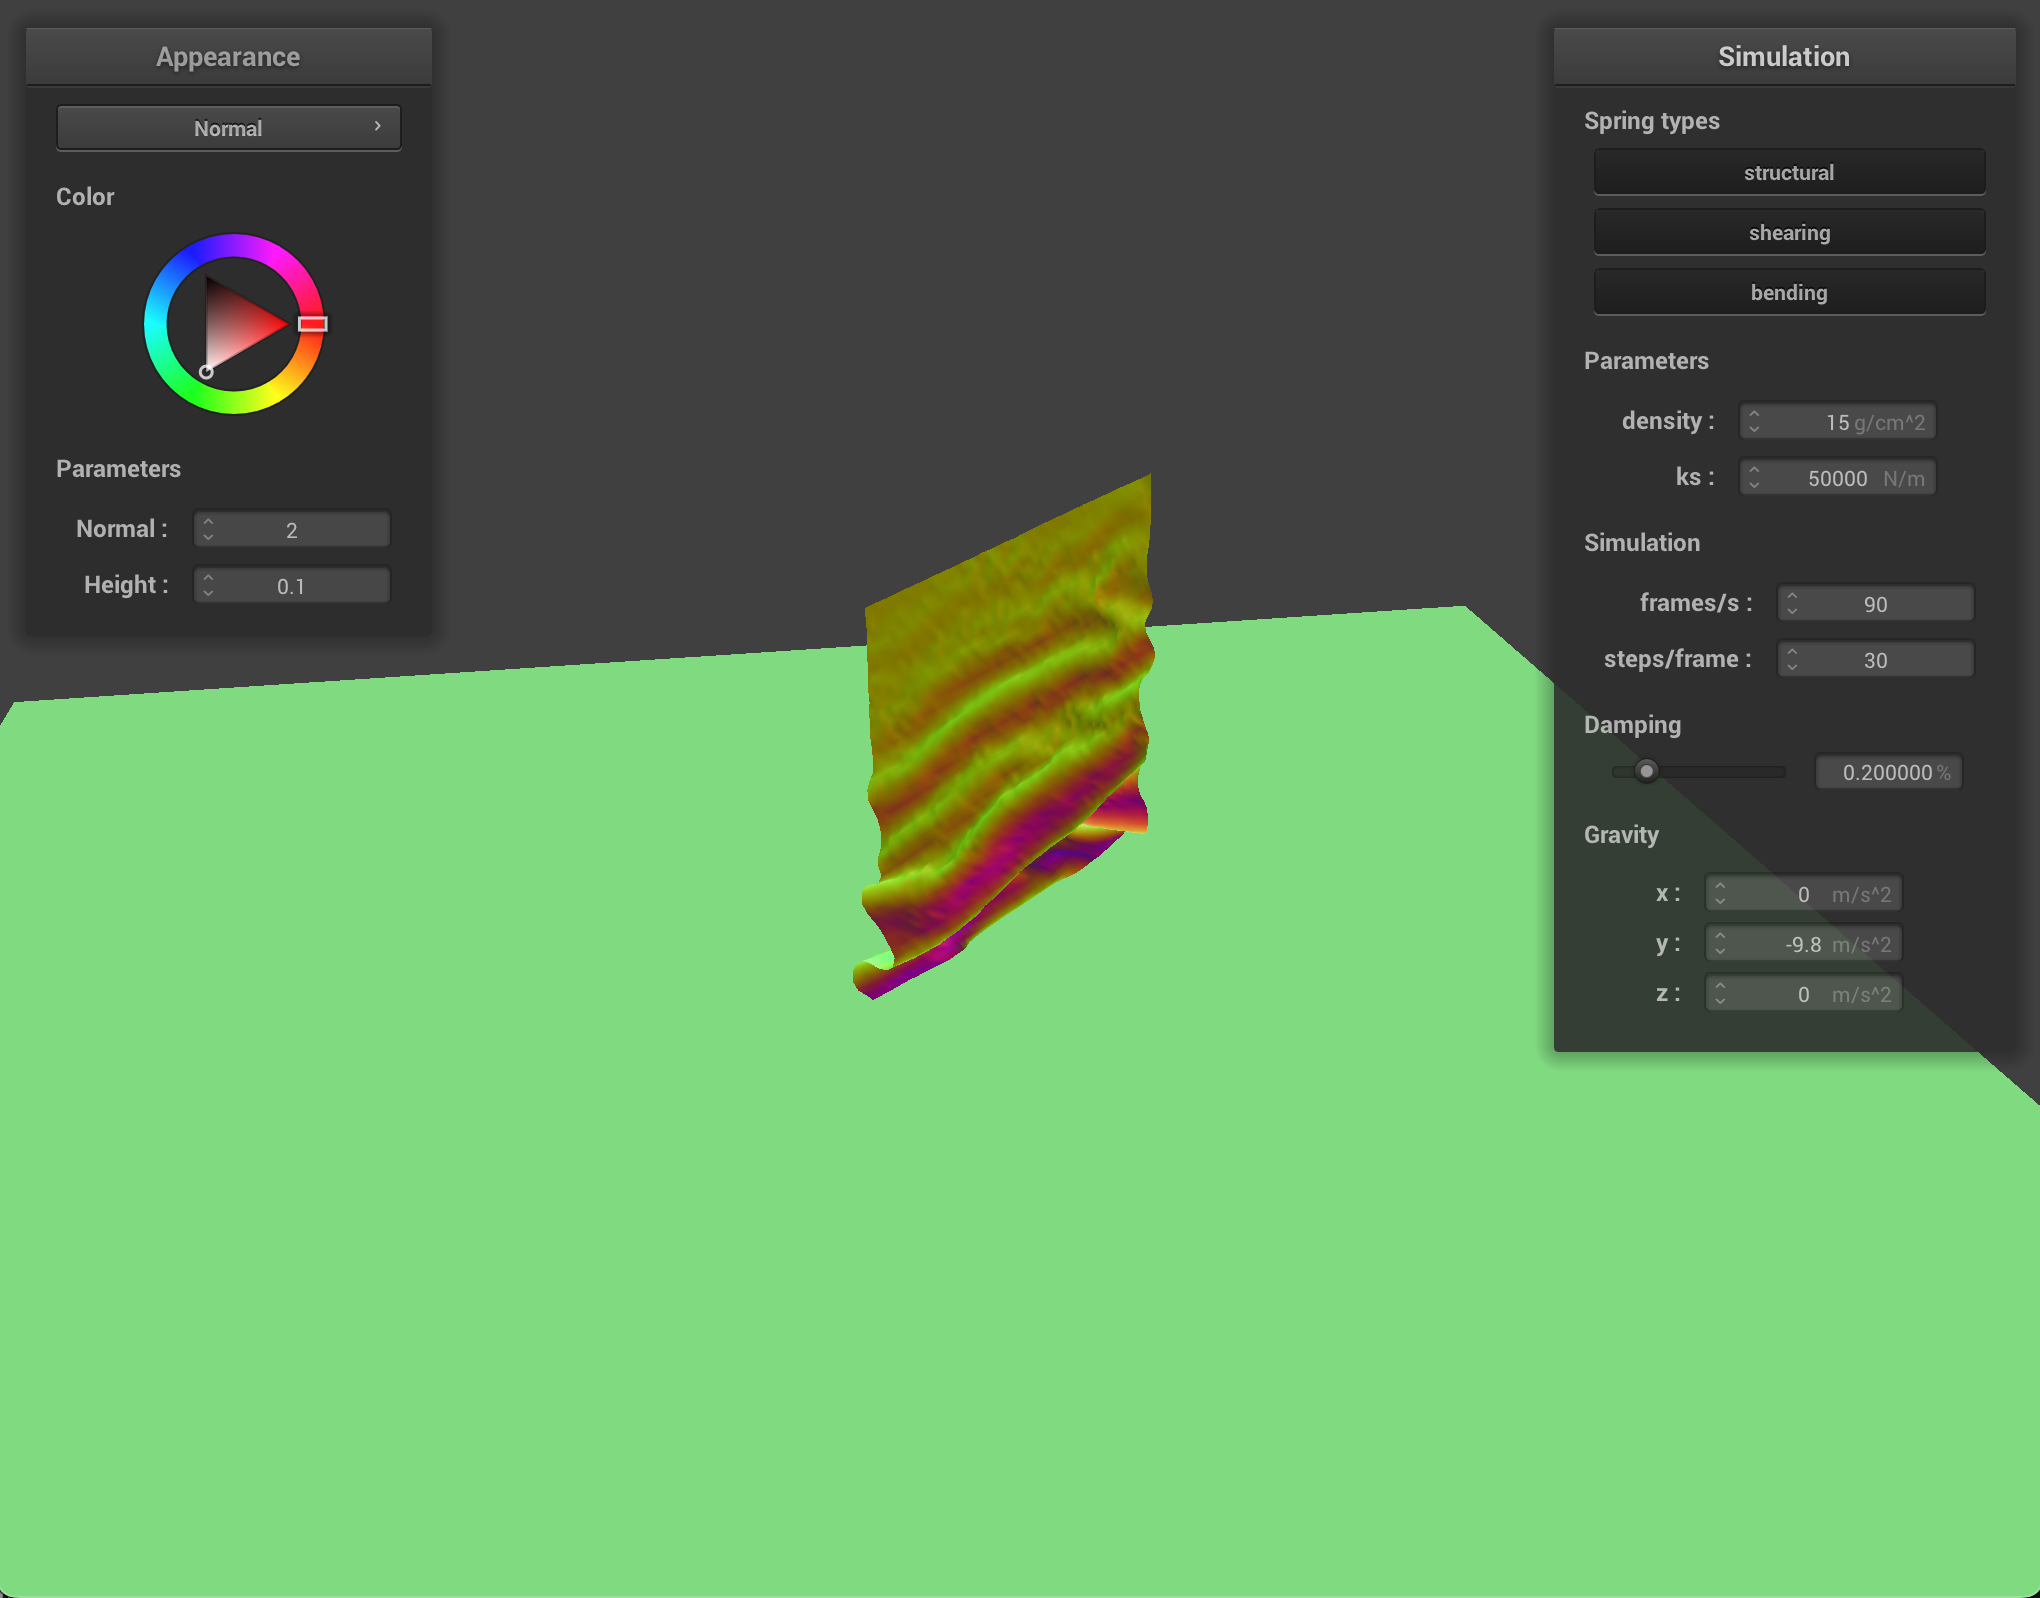 Appearance
Normal
Color
Parameters
Normal : 2
Height : 0.1
Simulation
Spring types
structural
shearing
bending
Parameters
density : 15 g/cm^2
ks : 50000 N/m
Simulation
frames/s : 90
steps/frame : 30
Damping
0.200000 %
Gravity
x : 0 m/s^2
y : -9.8 m/s^2
z : 0 m/s^2